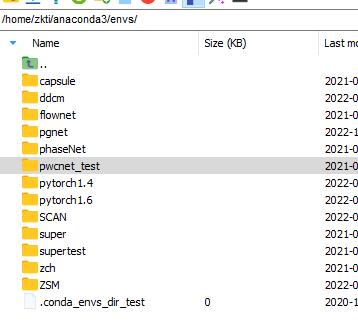 /home/zkti/anaconda3/envs/
Name Size (KB) Last mo
..
capsule 2021-0
ddcm 2022-0
flownet 2021-0
pgnet 2022-1
phaseNet 2021-0
pwcnet_test 2021-0
pytorch1.4 2022-0
pytorch1.6 2022-0
SCAN 2022-0
super 2021-0
supertest 2021-0
zch 2021-0
ZSM 2022-0
.conda_envs_dir_test 0 2020-1